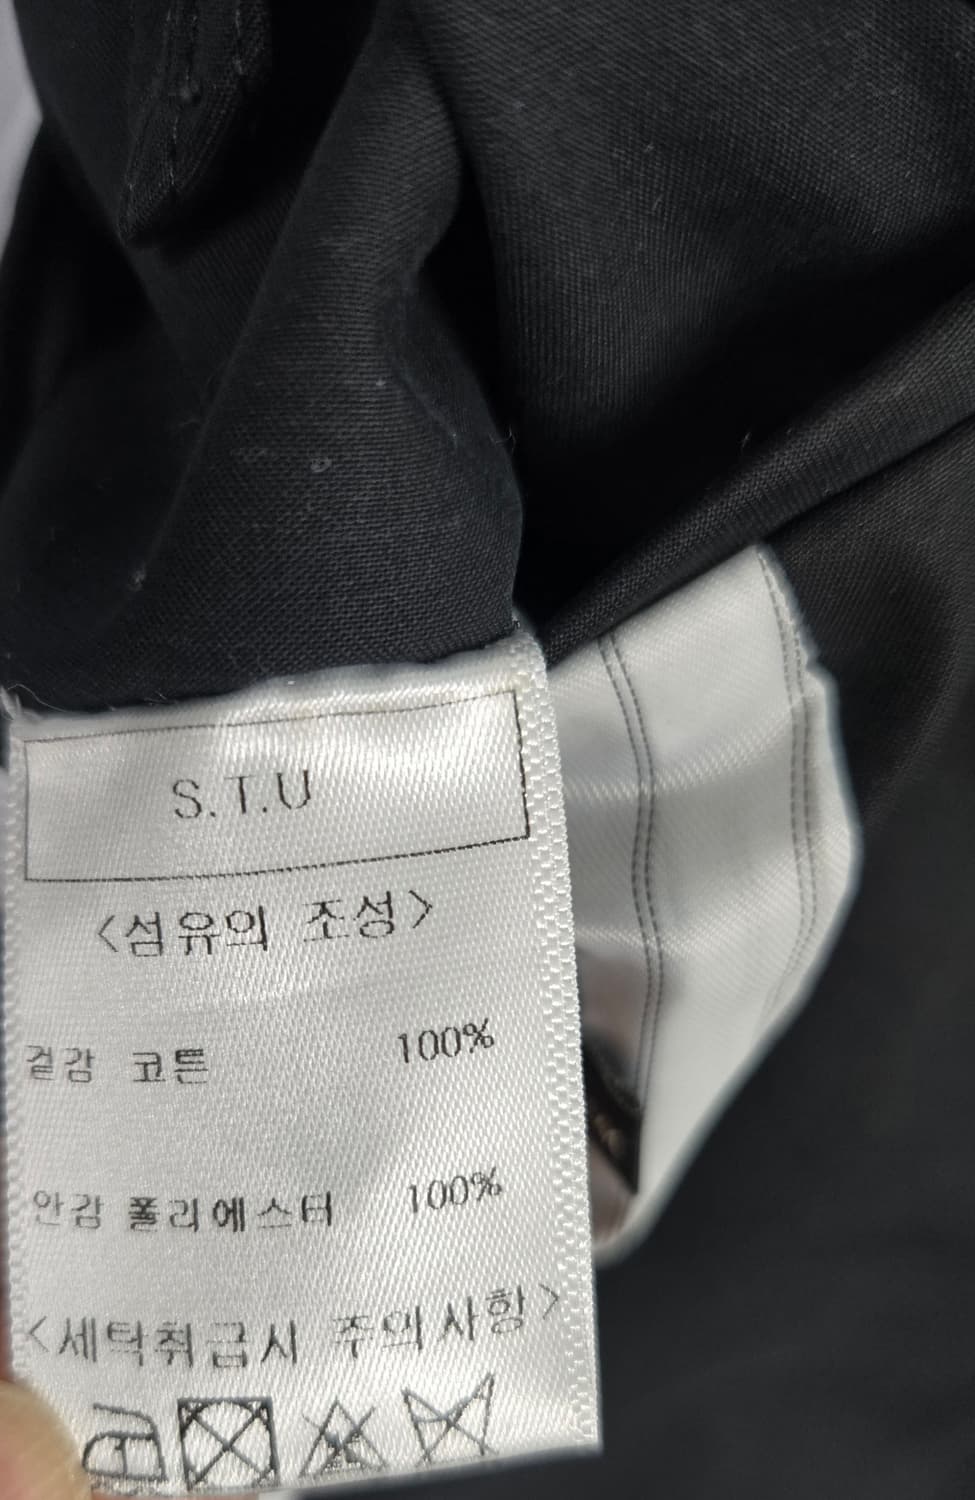 S.T.U
<섬유의 조성>
겉감 코튼 100%
안감 폴리에스터 100%
<세탁취급시 주의사항>